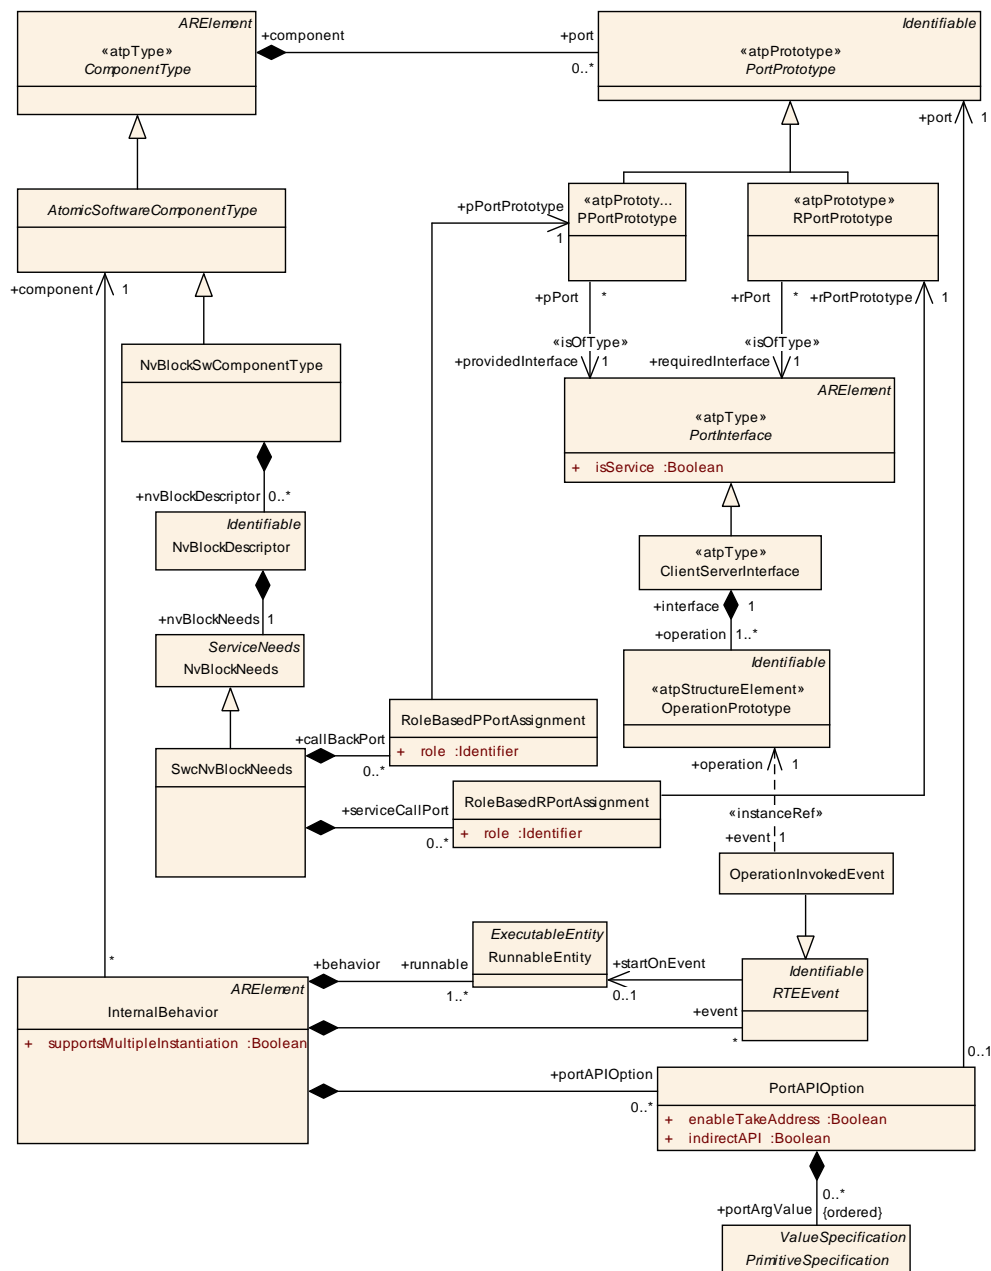 ARElement
«atpType»
ComponentType
+component
+port
0..*
Identifiable
«atpPrototype»
PortPrototype
+port
1
AtomicSoftwareComponentType
+component
1
+pPortPrototype
1
«atpPrototy...
PPortPrototype
«atpPrototype»
RPortPrototype
+pPort
*
+rPort
*
+rPortPrototype
1
«isOfType»
«isOfType»
+providedInterface
1
+requiredInterface
1
NvBlockSwComponentType
ARElement
«atpType»
PortInterface
+ isService :Boolean
+nvBlockDescriptor
0..*
Identifiable
NvBlockDescriptor
«atpType»
ClientServerInterface
+interface
1
+operation
1..*
+nvBlockNeeds
1
ServiceNeeds
NvBlockNeeds
Identifiable
«atpStructureElement»
OperationPrototype
RoleBasedPPortAssignment
+ role :Identifier
+callBackPort
0..*
SwcNvBlockNeeds
+operation
1
RoleBasedRPortAssignment
+ role :Identifier
+serviceCallPort
0..*
«instanceRef»
+event
1
OperationInvokedEvent
*
ARElement
InternalBehavior
+ supportsMultipleInstantiation :Boolean
+behavior
+runnable
1..*
ExecutableEntity
RunnableEntity
+startOnEvent
0..1
Identifiable
RTEEvent
+event
*
+portAPIOption
0..*
0..1
PortAPIOption
+ enableTakeAddress :Boolean
+ indirectAPI :Boolean
+portArgValue
0..*
{ordered}
ValueSpecification
PrimitiveSpecification